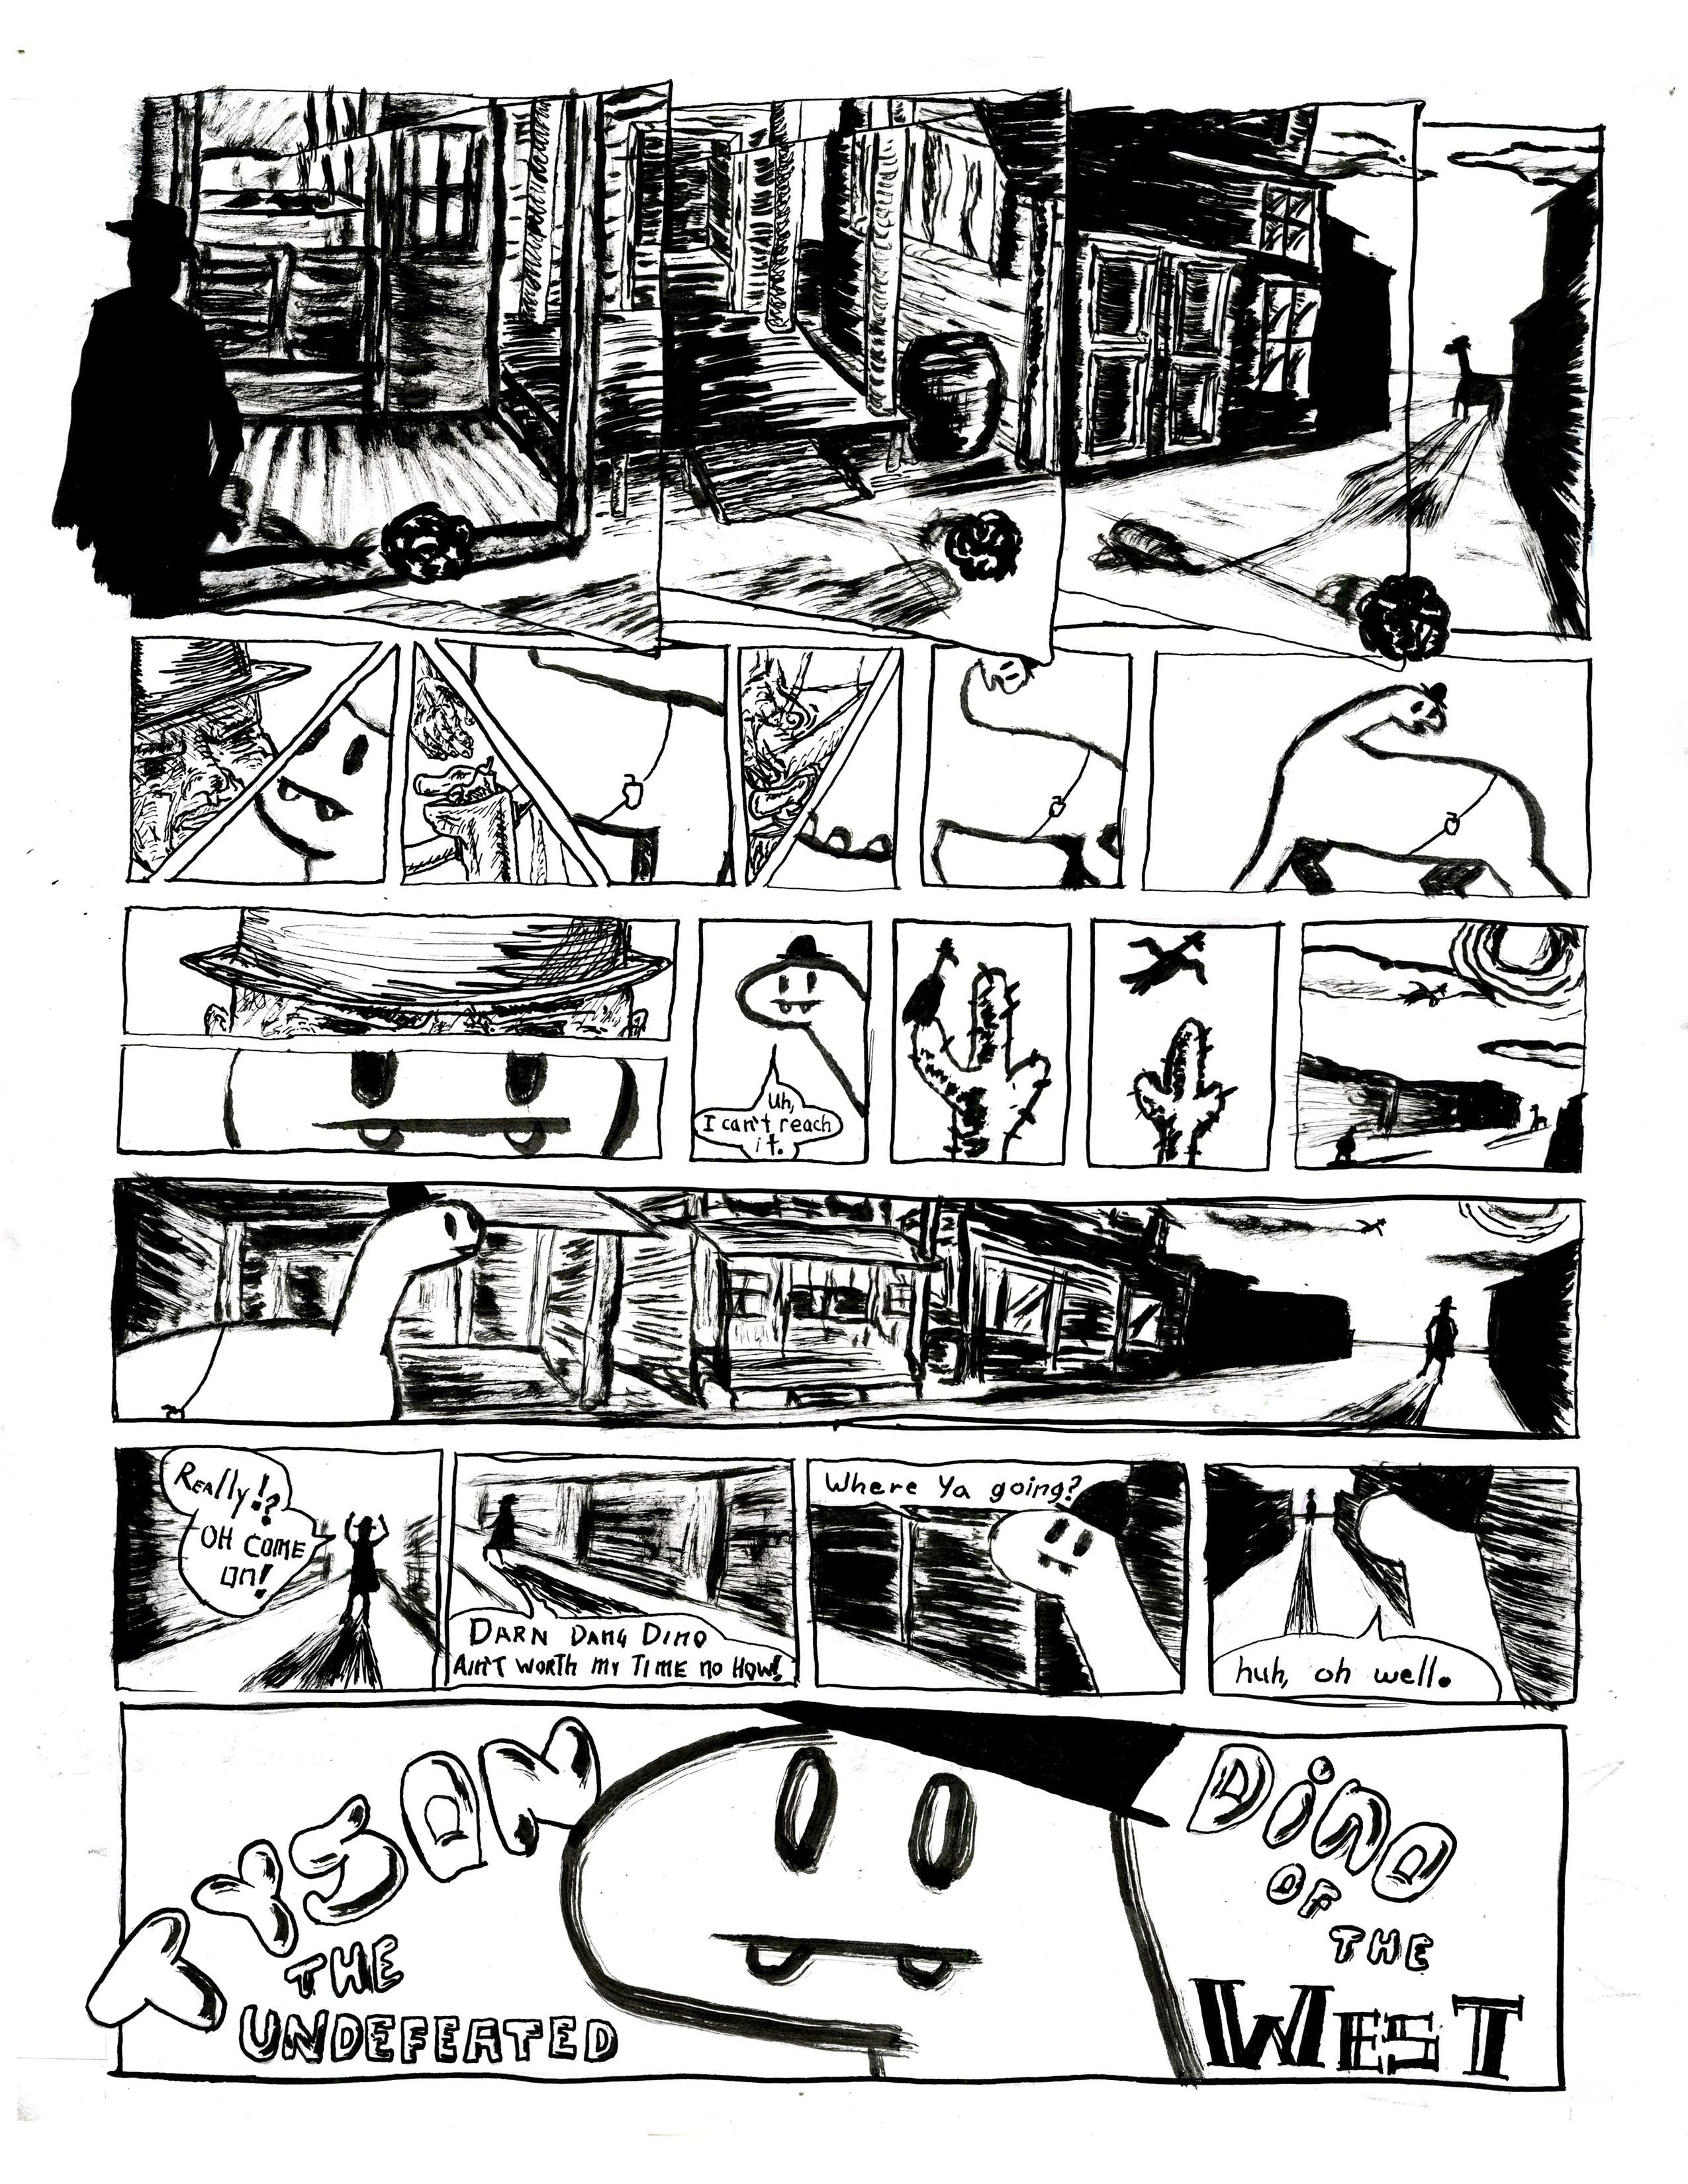 Uh,
I can't reach
it.
Really!?
OH COME
ON!
DARN DANG DINO
AIN'T WORTH MY TIME NO HOW!
Where Ya going?
huh, oh well.
TYSON
THE
UNDEFEATED
DiNO
OF
THE
WEST